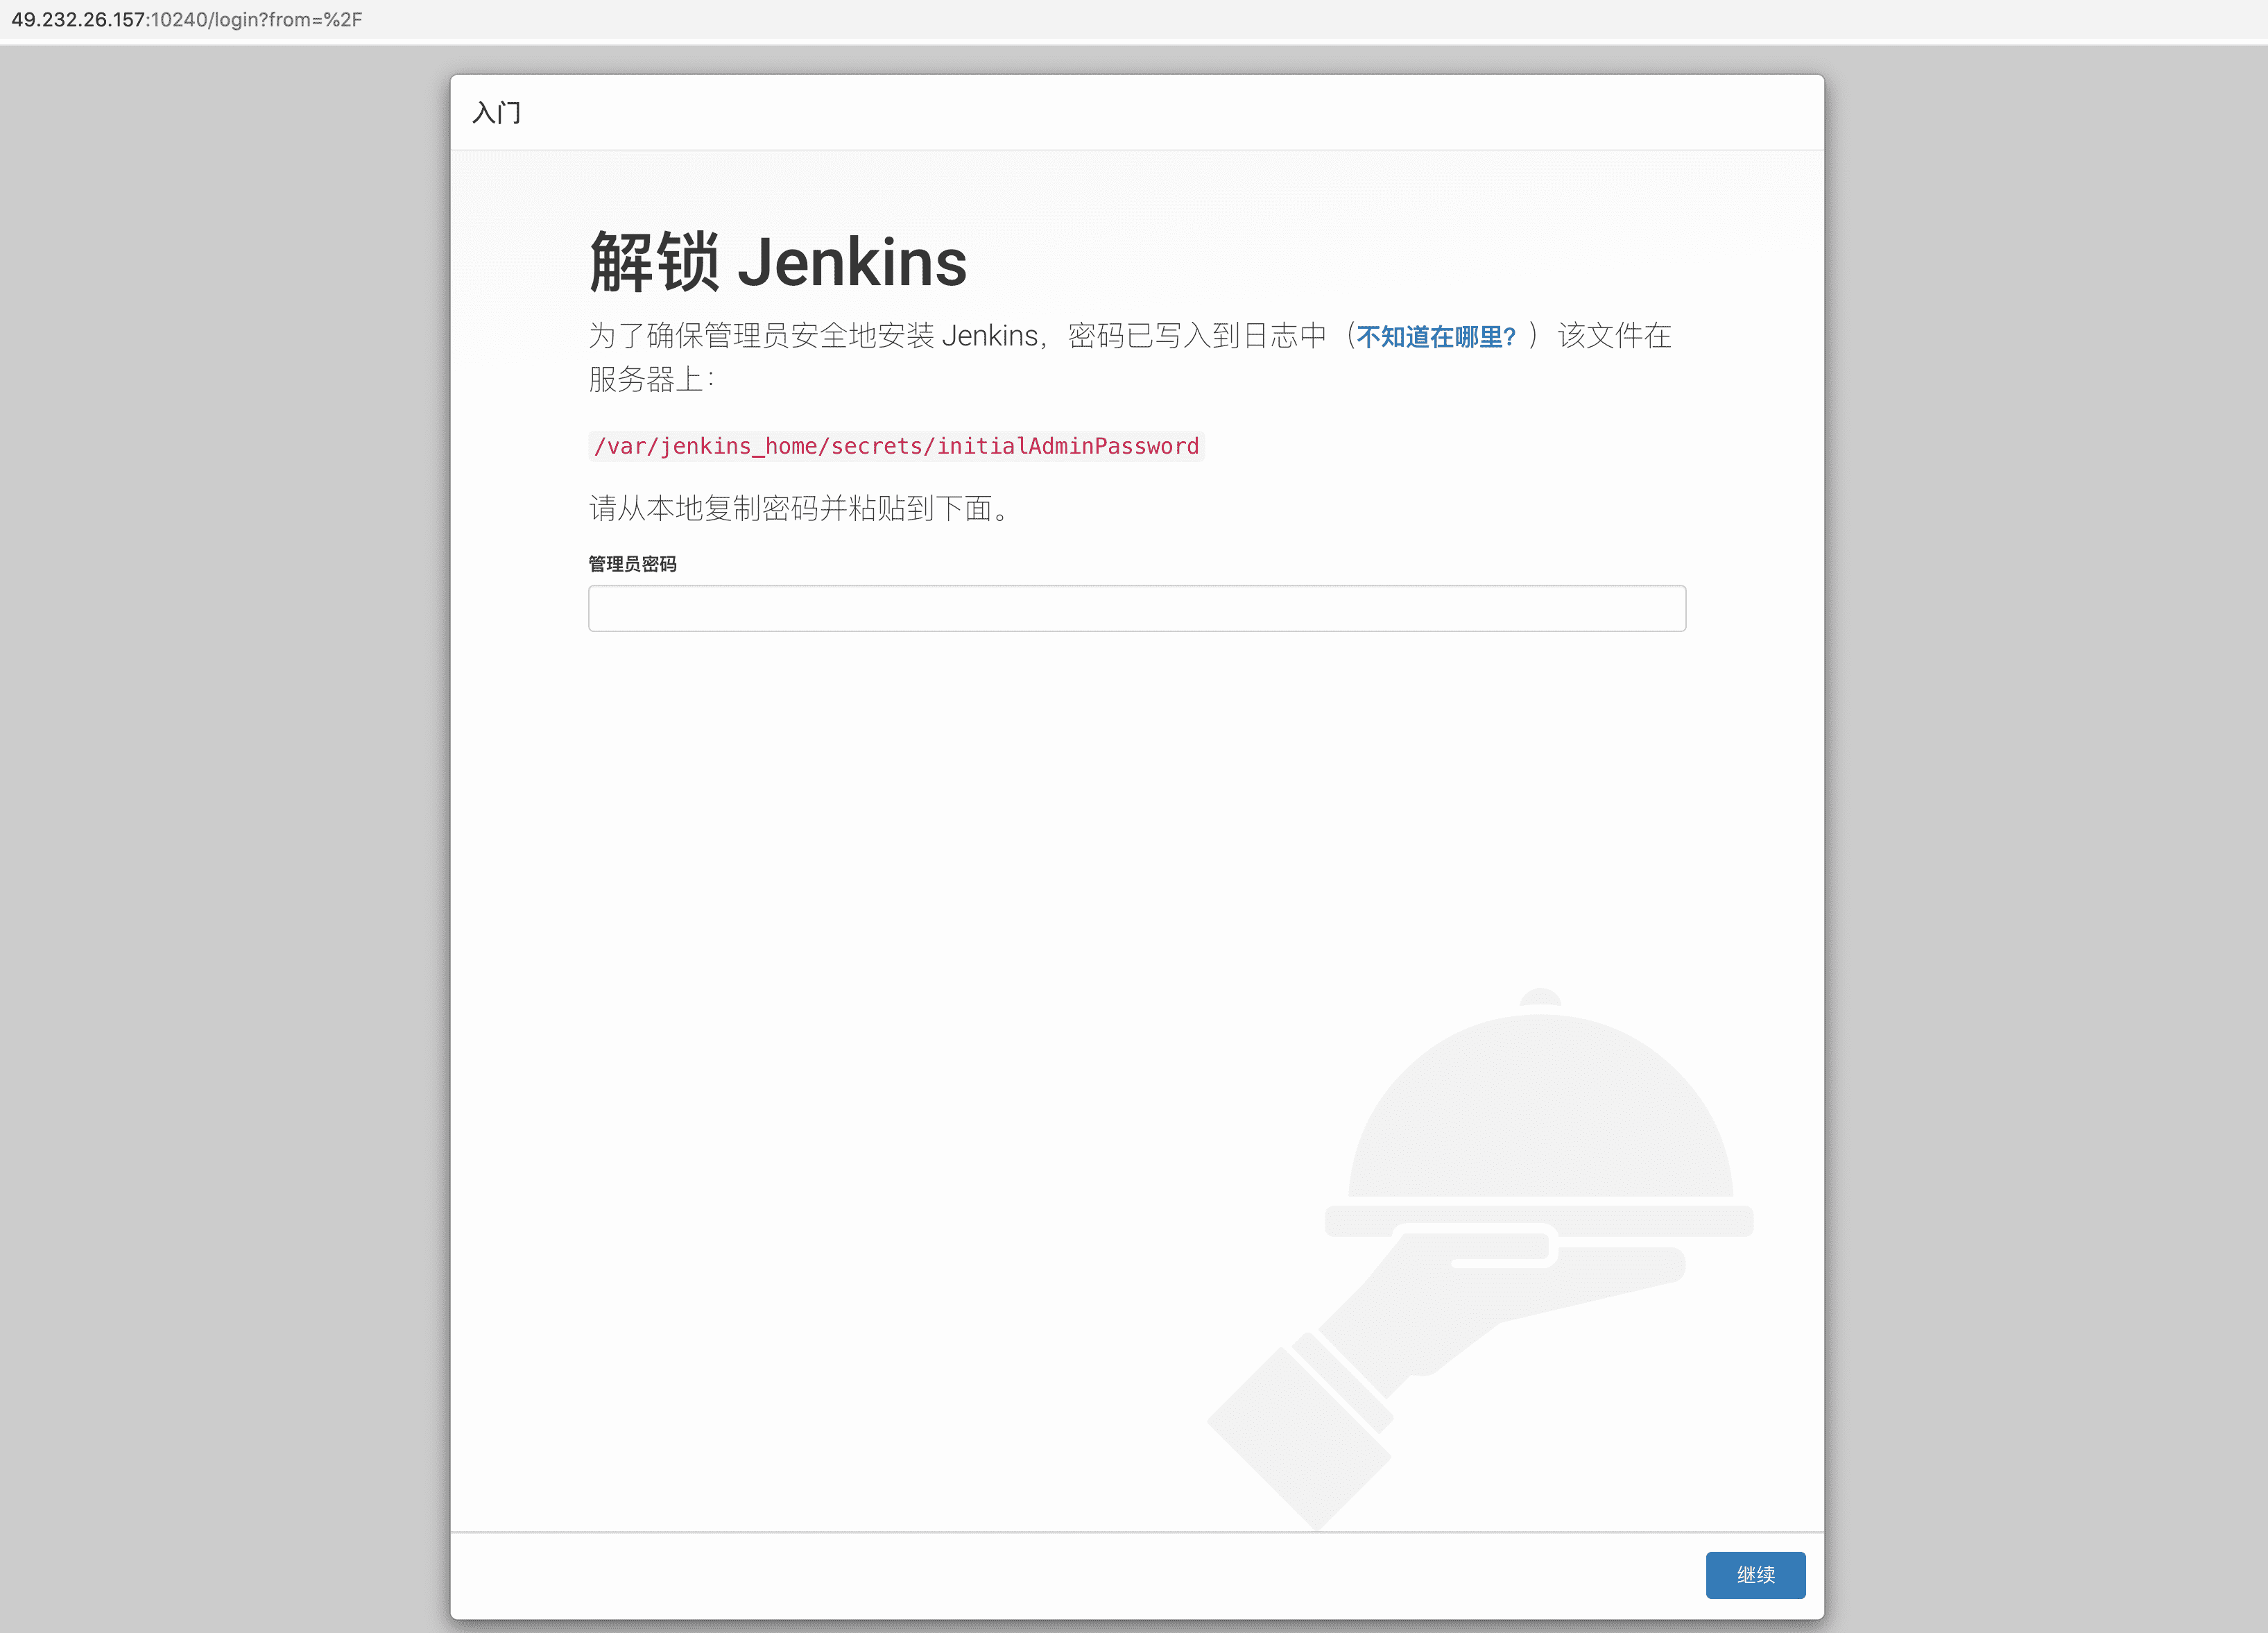 49.232.26.157:10240/login?from=%2F
入门
解锁 Jenkins
为了确保管理员安全地安装 Jenkins，密码已写入到日志中（不知道在哪里？）该文件在
服务器上：
/var/jenkins_home/secrets/initialAdminPassword
请从本地复制密码并粘贴到下面。
管理员密码
继续